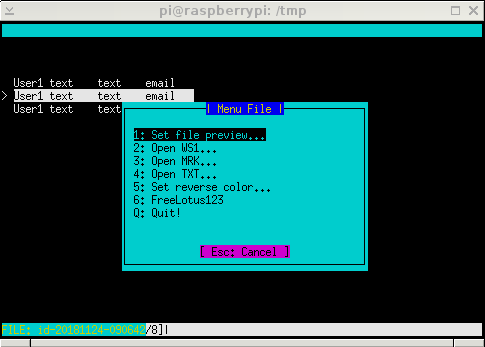 pi@raspberrypi: /tmp
User1 text text email
> User1 text text email
User1 text text
| Menu File |
1: Set file preview...
2: Open WS1...
3: Open MRK...
4: Open TXT...
5: Set reverse color...
6: FreeLotus123
Q: Quit!
[ Esc: Cancel ]
FILE: id-20181124-090642/8]|